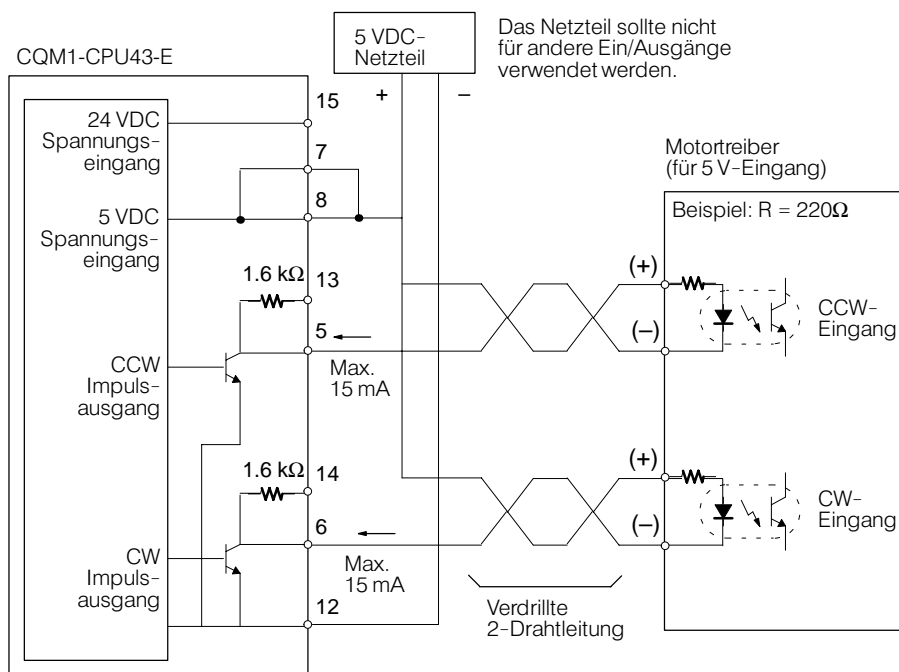 CQM1-CPU43-E
5 VDC-
Netzteil
Das Netzteil sollte nicht
für andere Ein/Ausgänge
verwendet werden.
+
−
15
24 VDC
Spannungs-
eingang
7
8
5 VDC
Spannungs-
eingang
1.6 kΩ
13
5
Max.
15 mA
CCW
Impuls-
ausgang
1.6 kΩ
14
6
Max.
15 mA
CW
Impuls-
ausgang
12
Verdrillte
2-Drahtleitung
Motortreiber
(für 5 V-Eingang)
Beispiel: R = 220Ω
(+)
(−)
CCW-
Eingang
(+)
(−)
CW-
Eingang